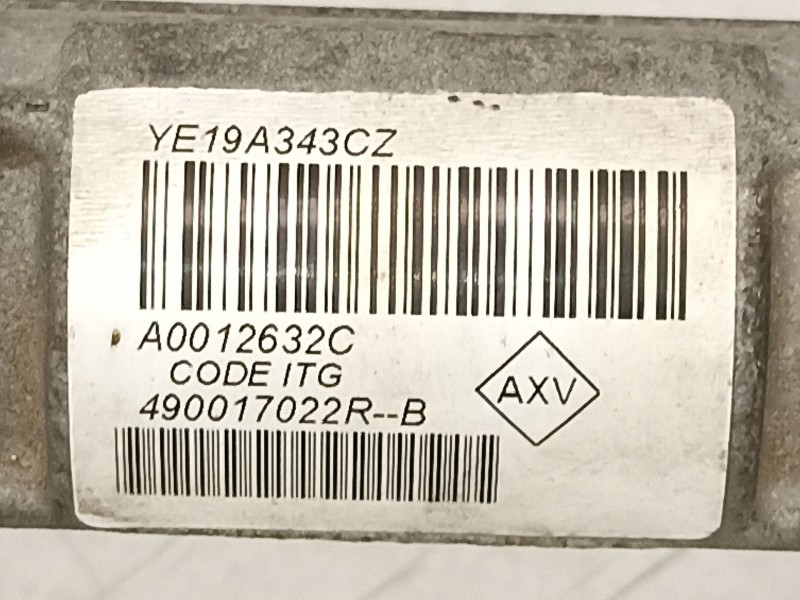 YE19A343CZ
A0012632C
CODE ITG
490017022R--B
AXV